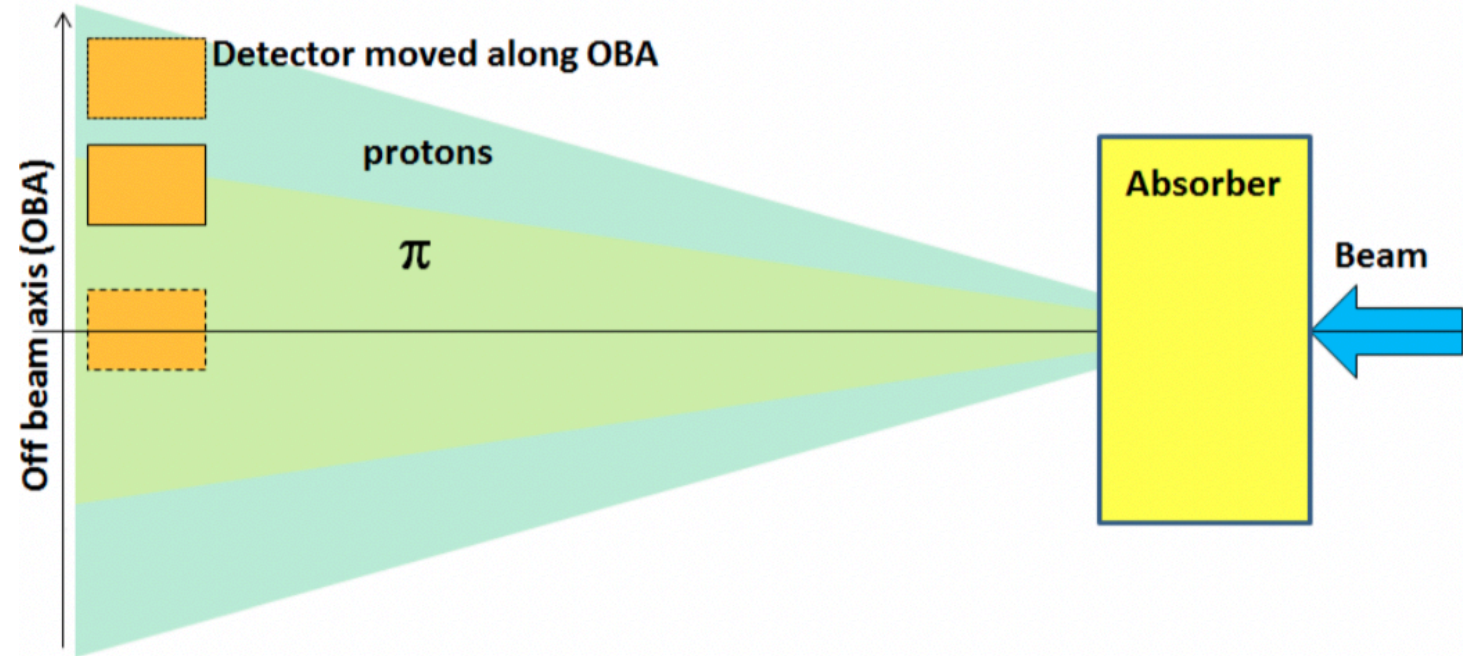 Detector moved along OBA
protons
π
Absorber
Beam
Off beam axis (OBA)